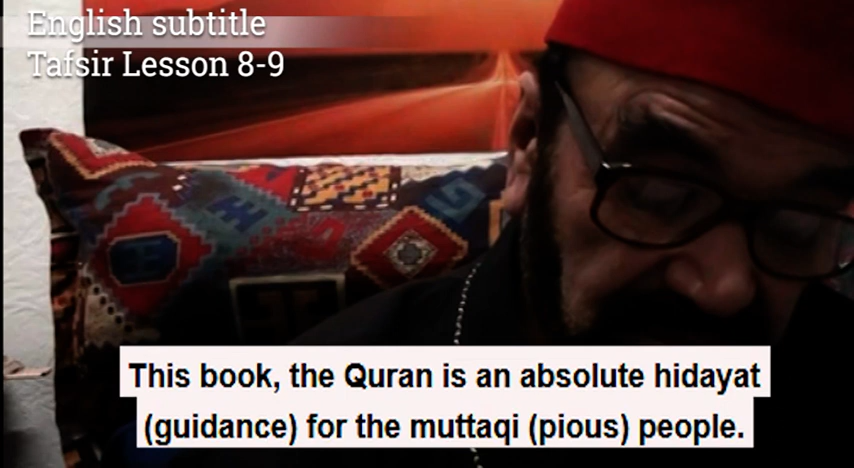 English subtitle
Tafsir Lesson 8-9
This book, the Quran is an absolute hidayat
(guidance) for the muttaqi (pious) people.